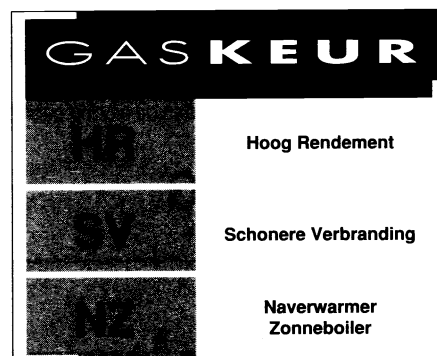 GASKEUR
HR
Hoog Rendement
SV
Schonere Verbranding
NZ
Naverwarmer
Zonneboiler